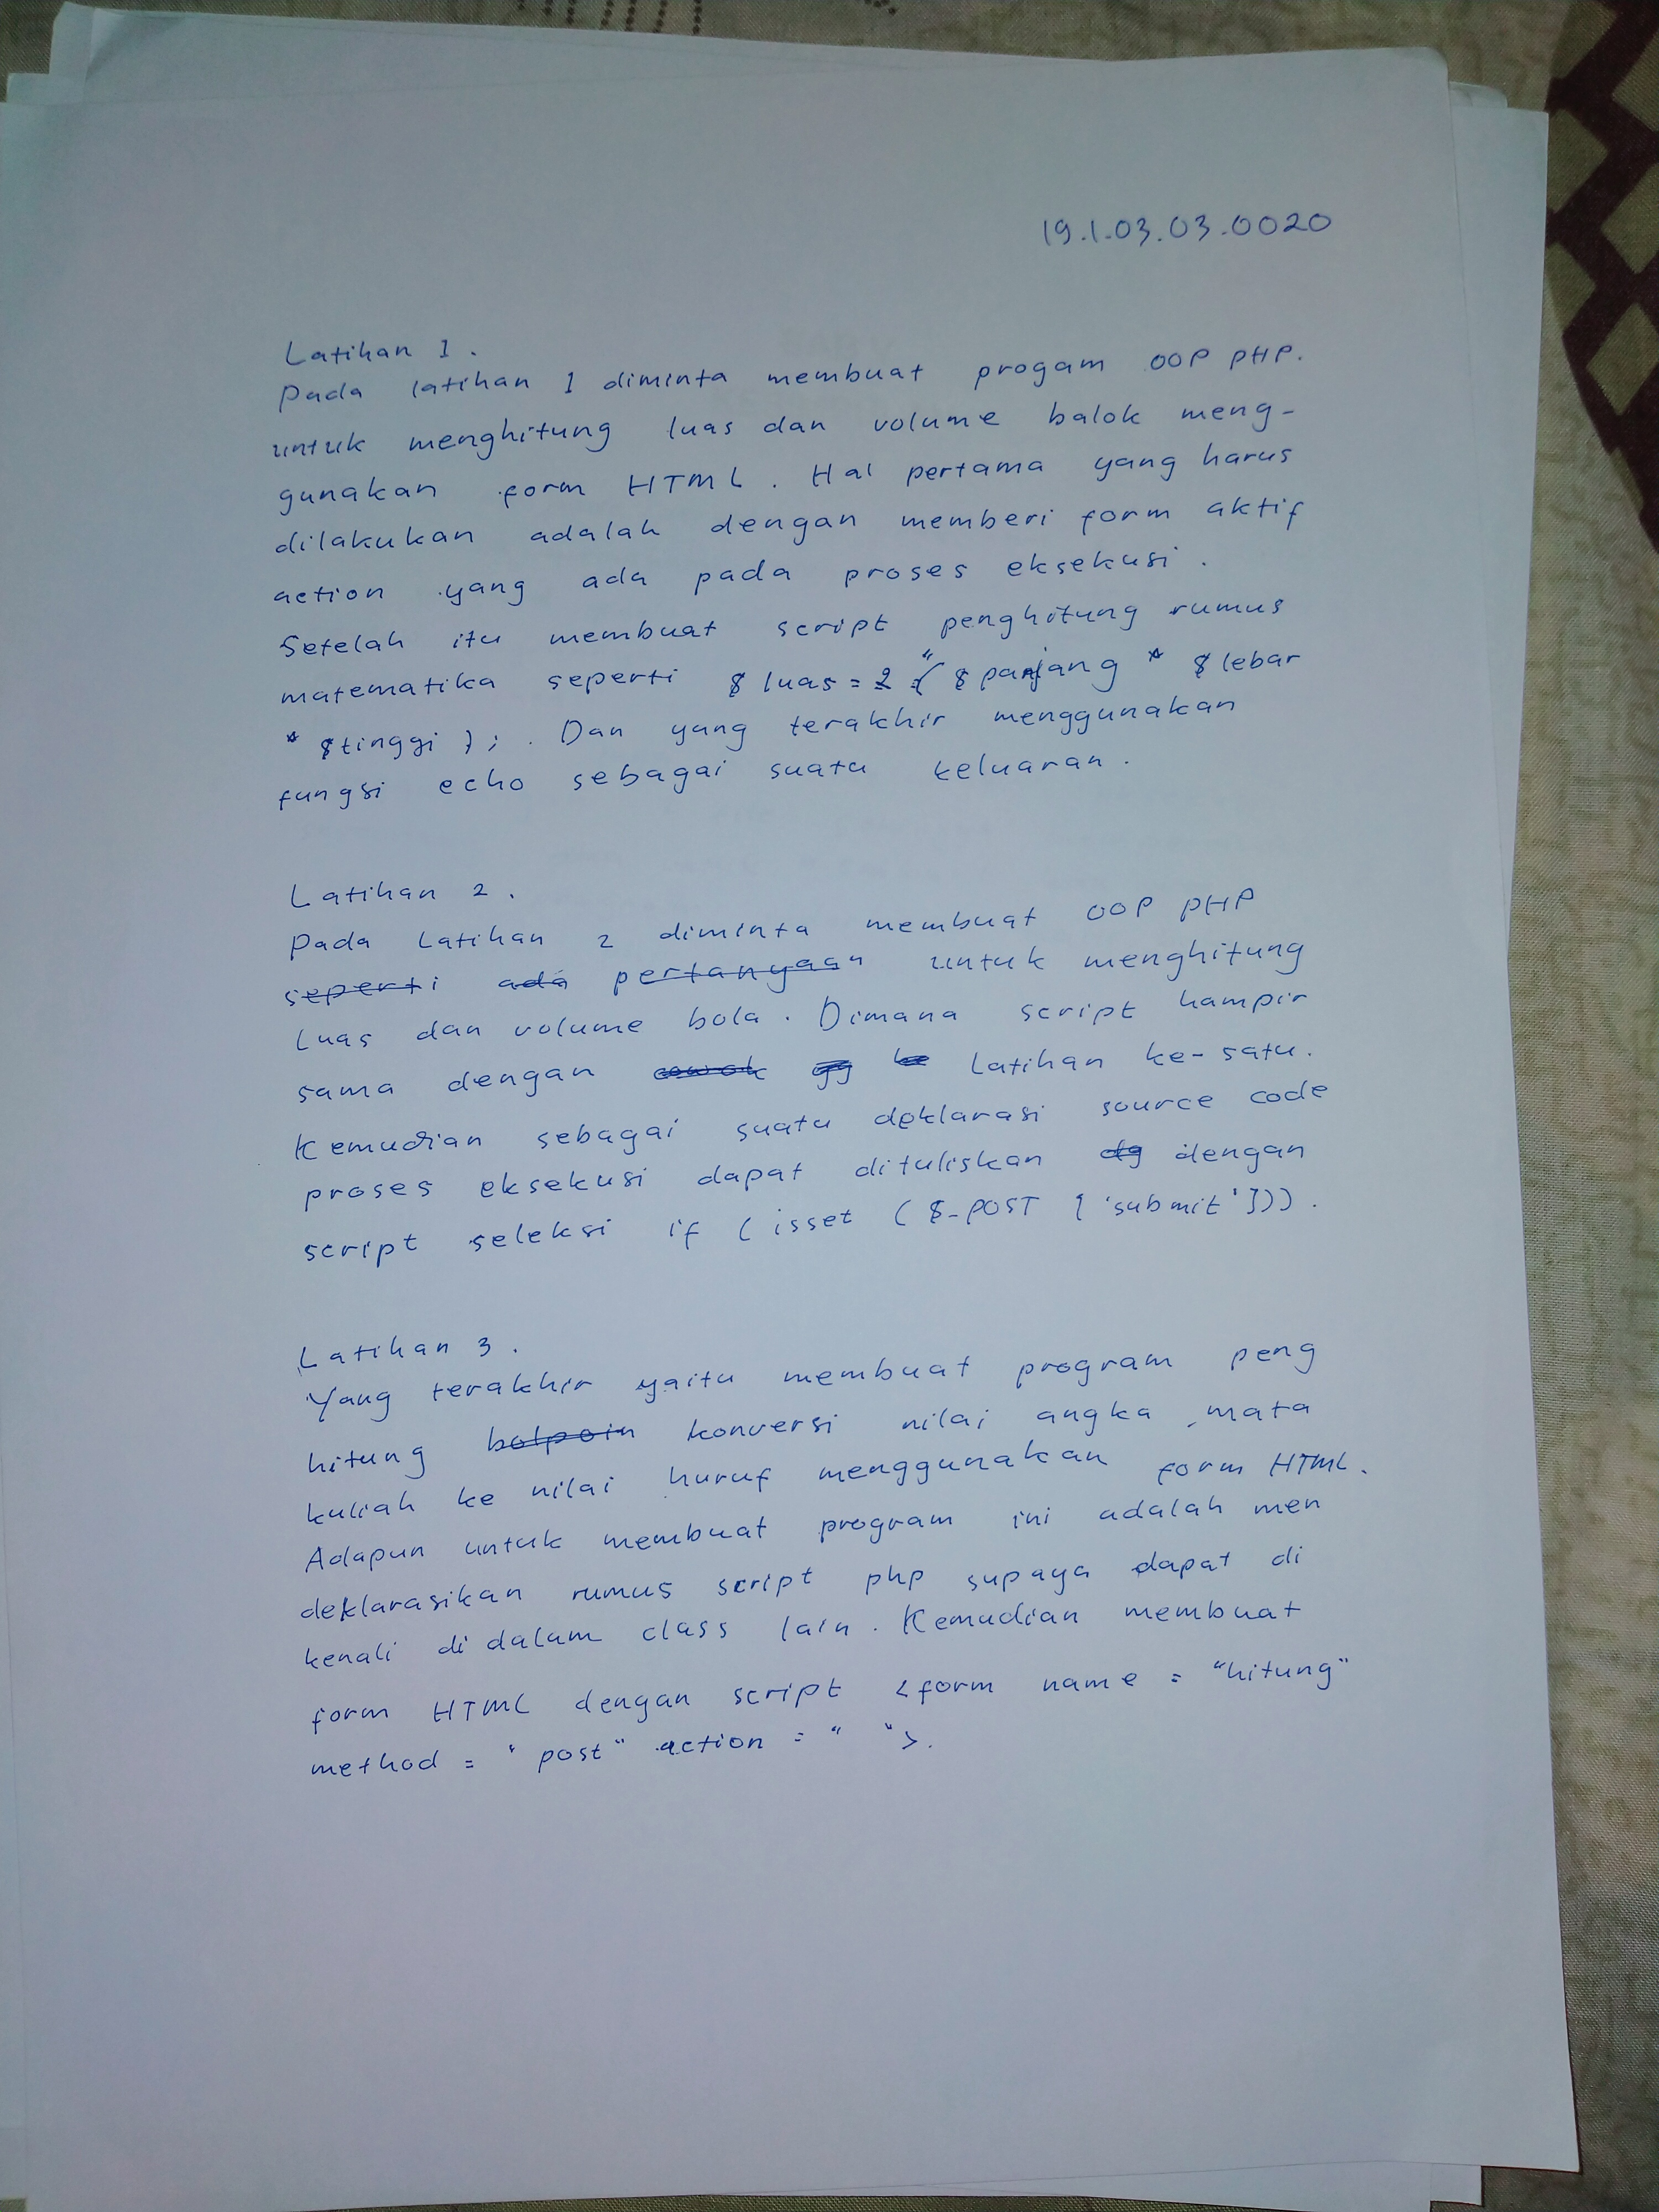 19.1.03.03.0020
Latihan 1.
Pada latihan 1 diminta membuat progam OOP PHP.
untuk menghitung luas dan volume balok meng-
gunakan form HTML. Hal pertama yang harus
dilakukan adalah dengan memberi form aktif
action yang ada pada proses eksekusi.
Setelah itu membuat script penghitung rumus
matematika seperti $luas = 2 * ($panjang * $lebar
* $tinggi ); . Dan yang terakhir menggunakan
fungsi echo sebagai suatu keluaran.
Latihan 2.
Pada Latihan 2 diminta membuat OOP PHP
seperti ada pertanyaan untuk menghitung
Luas dan volume bola. Dimana script hampir
sama dengan Latihan ke-satu.
Kemudian sebagai suatu deklarasi source code
proses eksekusi dapat dituliskan dg dengan
script seleksi if (isset ($_POST ['submit'])).
Latihan 3.
Yang terakhir yaitu membuat program peng
hitung bolpoin konversi nilai angka mata
kuliah ke nilai huruf menggunakan form HTML.
Adapun untuk membuat program ini adalah men
deklarasikan rumus script php supaya dapat di
kenali di dalam class lain. Kemudian membuat
form HTML dengan script <form name = "hitung"
method = "post" action = " ">.